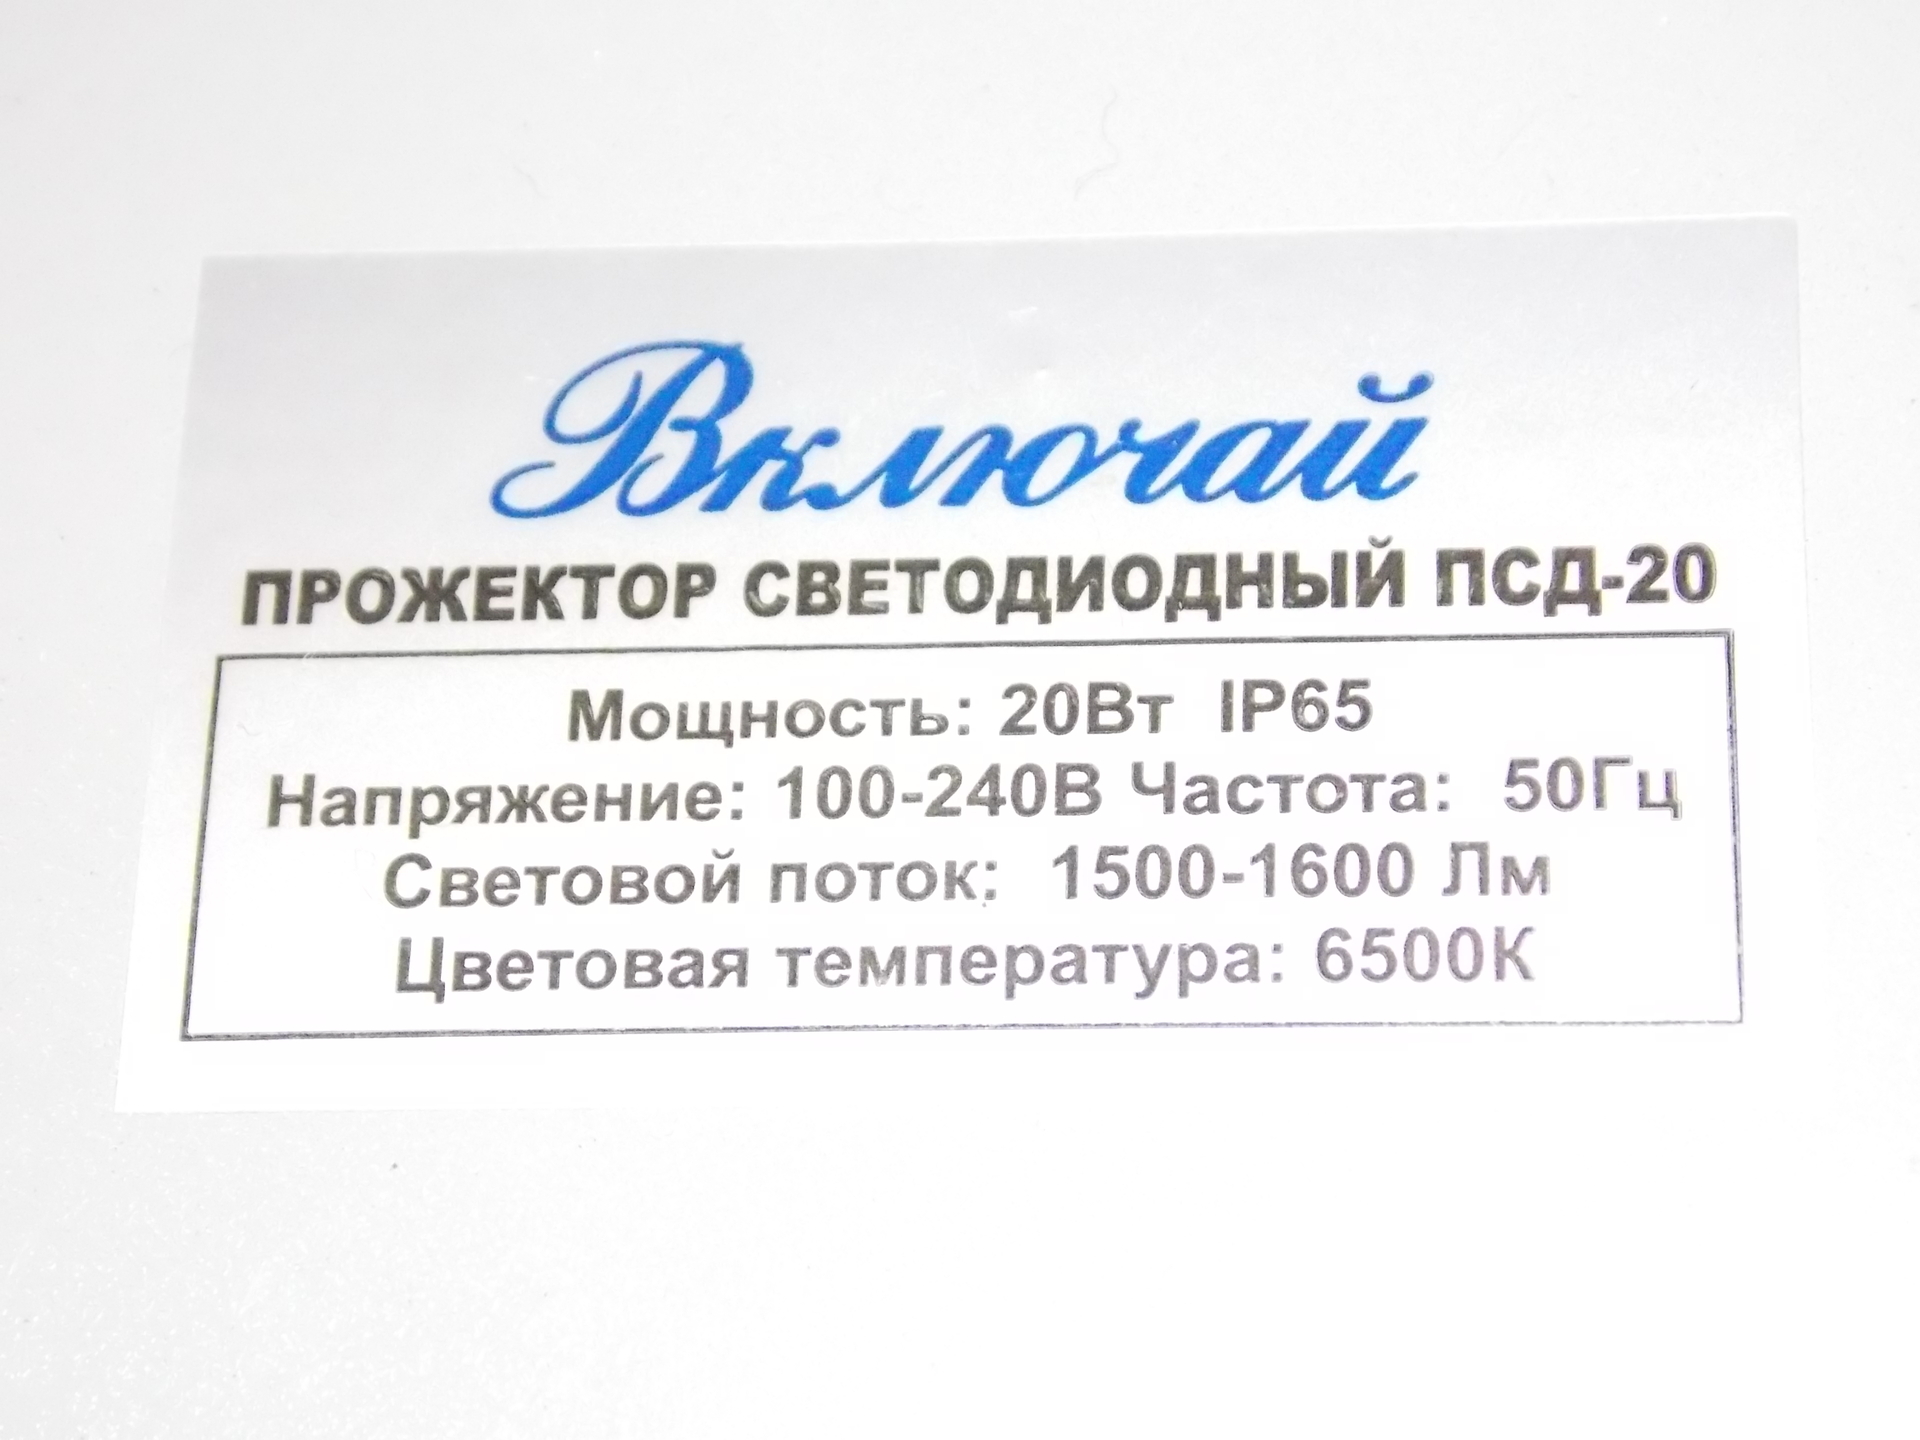 Включай
ПРОЖЕКТОР СВЕТОДИОДНЫЙ ПСД-20
Мощность: 20Вт IP65
Напряжение: 100-240В Частота: 50Гц
Световой поток: 1500-1600 Лм
Цветовая температура: 6500К